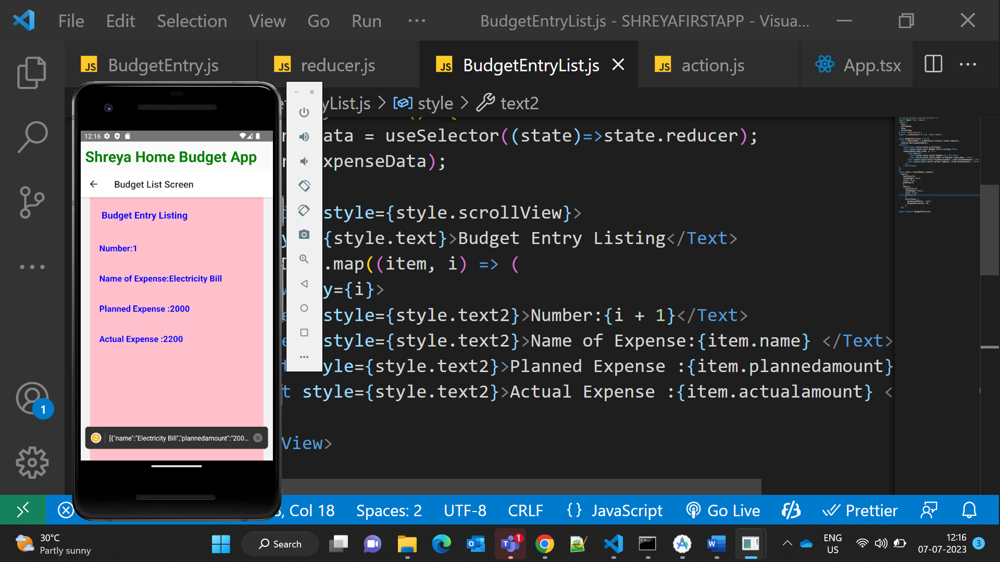 File Edit Selection View Go Run ··· BudgetEntryList.js - SHREYAFIRSTAPP - Visua...
JS BudgetEntry.js JS reducer.js JS BudgetEntryList.js JS action.js App.tsx ···
yList.js > style > text2
ata = useSelector((state)=>state.reducer);
xpenseData);
style={style.scrollView}>
{style.text}>Budget Entry Listing</Text>
.map((item, i) => (
y={i}>
style={style.text2}>Number:{i + 1}</Text>
style={style.text2}>Name of Expense:{item.name} </Text>
yle={style.text2}>Planned Expense :{item.plannedamount}
t style={style.text2}>Actual Expense :{item.actualamount} <
View>
12:16
Shreya Home Budget App
Budget List Screen
Budget Entry Listing
Number:1
Name of Expense:Electricity Bill
Planned Expense :2000
Actual Expense :2200
2 [{"name":"Electricity Bill","plannedamount":"200...
1
, Col 18 Spaces: 2 UTF-8 CRLF {} JavaScript Go Live Prettier
30°C
Partly sunny
Search
1
ENG
US
12:16
07-07-2023
3